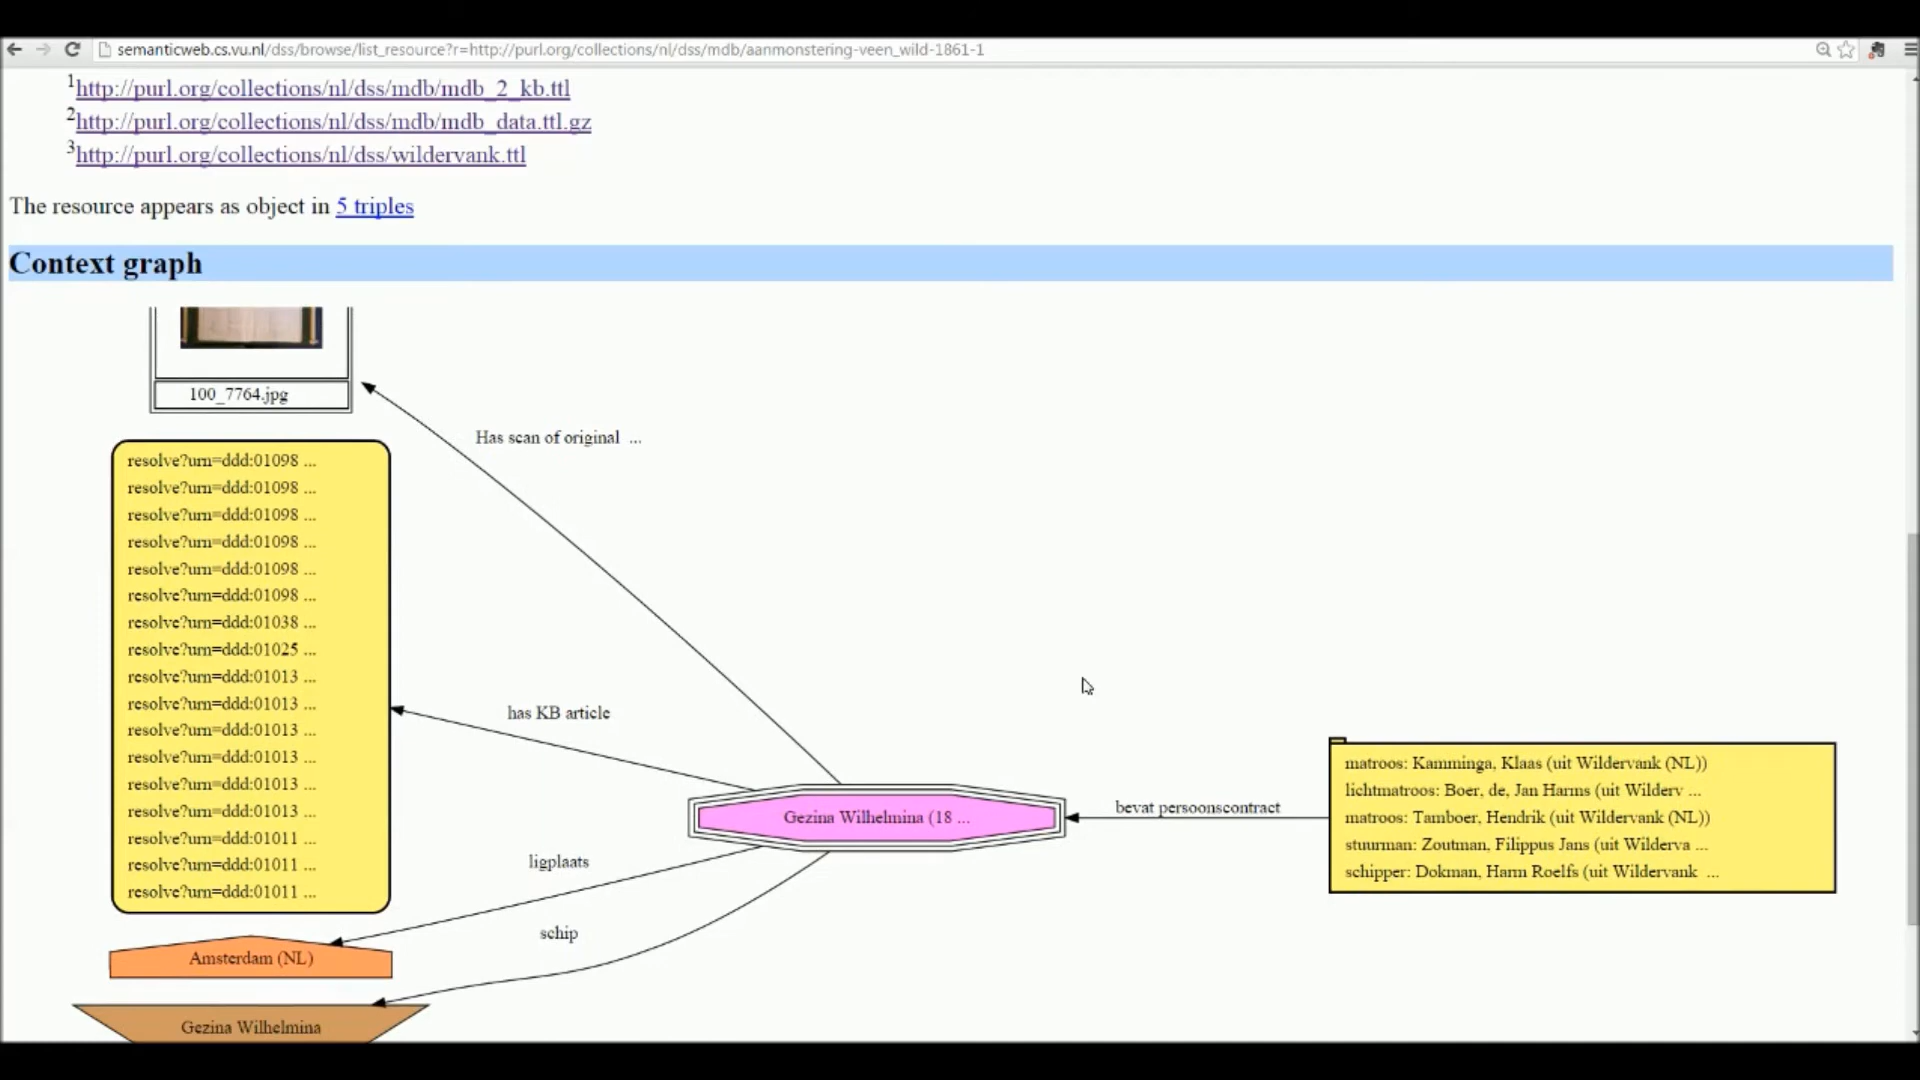 semanticweb.cs.vu.nl/dss/browse/list_resource?r=http://purl.org/collections/nl/dss/mdb/aanmonstering-veen_wild-1861-1
1http://purl.org/collections/nl/dss/mdb/mdb_2_kb.ttl
2http://purl.org/collections/nl/dss/mdb/mdb_data.ttl.gz
3http://purl.org/collections/nl/dss/wildervank.ttl
The resource appears as object in 5 triples
Context graph
100_7764.jpg
Has scan of original ...
resolve?urn=ddd:01098 ...
resolve?urn=ddd:01098 ...
resolve?urn=ddd:01098 ...
resolve?urn=ddd:01098 ...
resolve?urn=ddd:01098 ...
resolve?urn=ddd:01098 ...
resolve?urn=ddd:01038 ...
resolve?urn=ddd:01025 ...
resolve?urn=ddd:01013 ...
resolve?urn=ddd:01013 ...
resolve?urn=ddd:01013 ...
resolve?urn=ddd:01013 ...
resolve?urn=ddd:01013 ...
resolve?urn=ddd:01013 ...
resolve?urn=ddd:01011 ...
resolve?urn=ddd:01011 ...
resolve?urn=ddd:01011 ...
has KB article
Gezina Wilhelmina (18 ...
bevat persoonscontract
matroos: Kamminga, Klaas (uit Wildervank (NL))
lichtmatroos: Boer, de, Jan Harms (uit Wilderv ...
matroos: Tamboer, Hendrik (uit Wildervank (NL))
stuurman: Zoutman, Filippus Jans (uit Wilderva ...
schipper: Dokman, Harm Roelfs (uit Wildervank ...
ligplaats
schip
Amsterdam (NL)
Gezina Wilhelmina